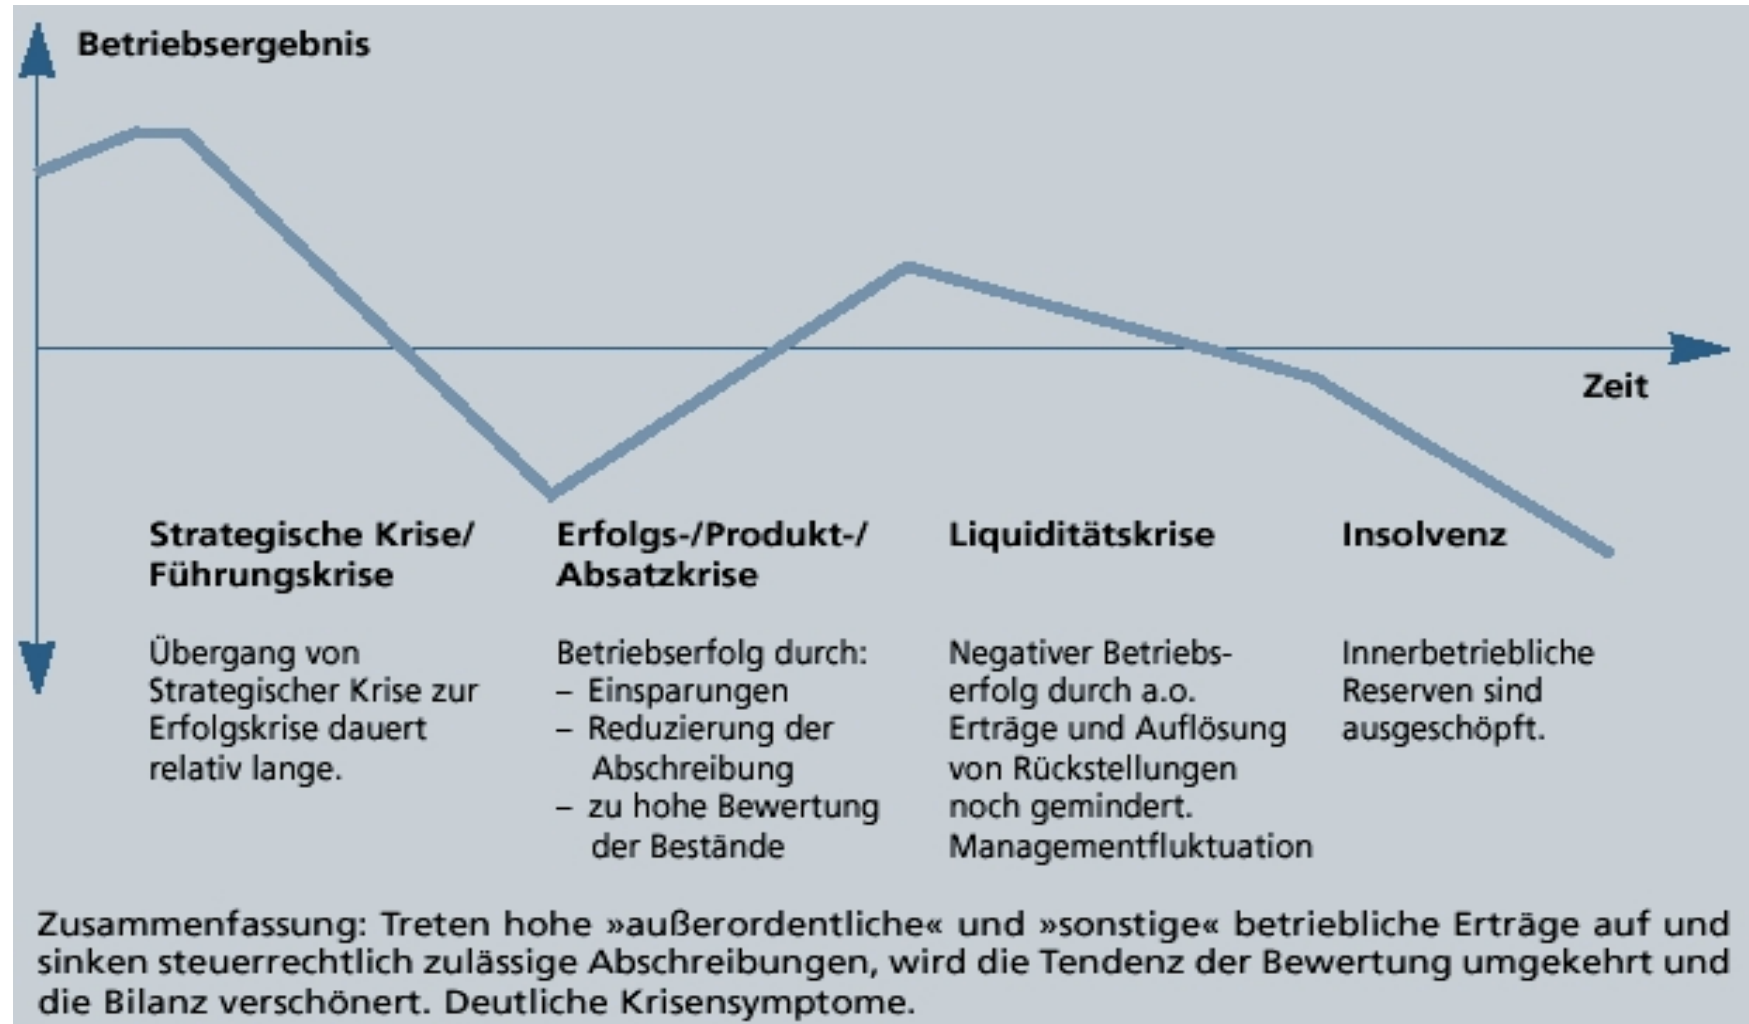 Betriebsergebnis
Zeit
Strategische Krise/
Führungskrise
Übergang von
Strategischer Krise zur
Erfolgskrise dauert
relativ lange.
Erfolgs-/Produkt-/
Absatzkrise
Betriebserfolg durch:
– Einsparungen
– Reduzierung der
Abschreibung
– zu hohe Bewertung
der Bestände
Liquiditätskrise
Negativer Betriebs-
erfolg durch a.o.
Erträge und Auflösung
von Rückstellungen
noch gemindert.
Managementfluktuation
Insolvenz
Innerbetriebliche
Reserven sind
ausgeschöpft.
Zusammenfassung: Treten hohe »außerordentliche« und »sonstige« betriebliche Erträge auf und
sinken steuerrechtlich zulässige Abschreibungen, wird die Tendenz der Bewertung umgekehrt und
die Bilanz verschönert. Deutliche Krisensymptome.